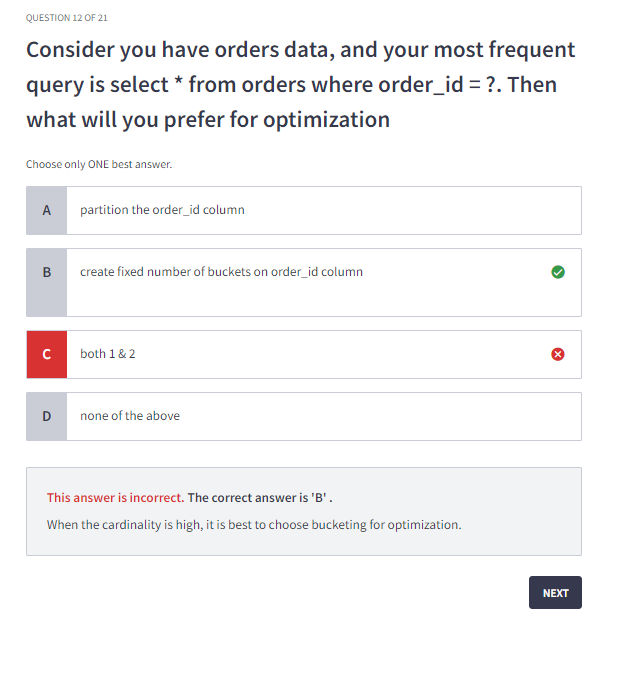 QUESTION 12 OF 21
Consider you have orders data, and your most frequent
query is select * from orders where order_id = ?. Then
what will you prefer for optimization
Choose only ONE best answer.
A partition the order_id column
B create fixed number of buckets on order_id column
C both 1 & 2
D none of the above
This answer is incorrect. The correct answer is 'B' .
When the cardinality is high, it is best to choose bucketing for optimization.
NEXT